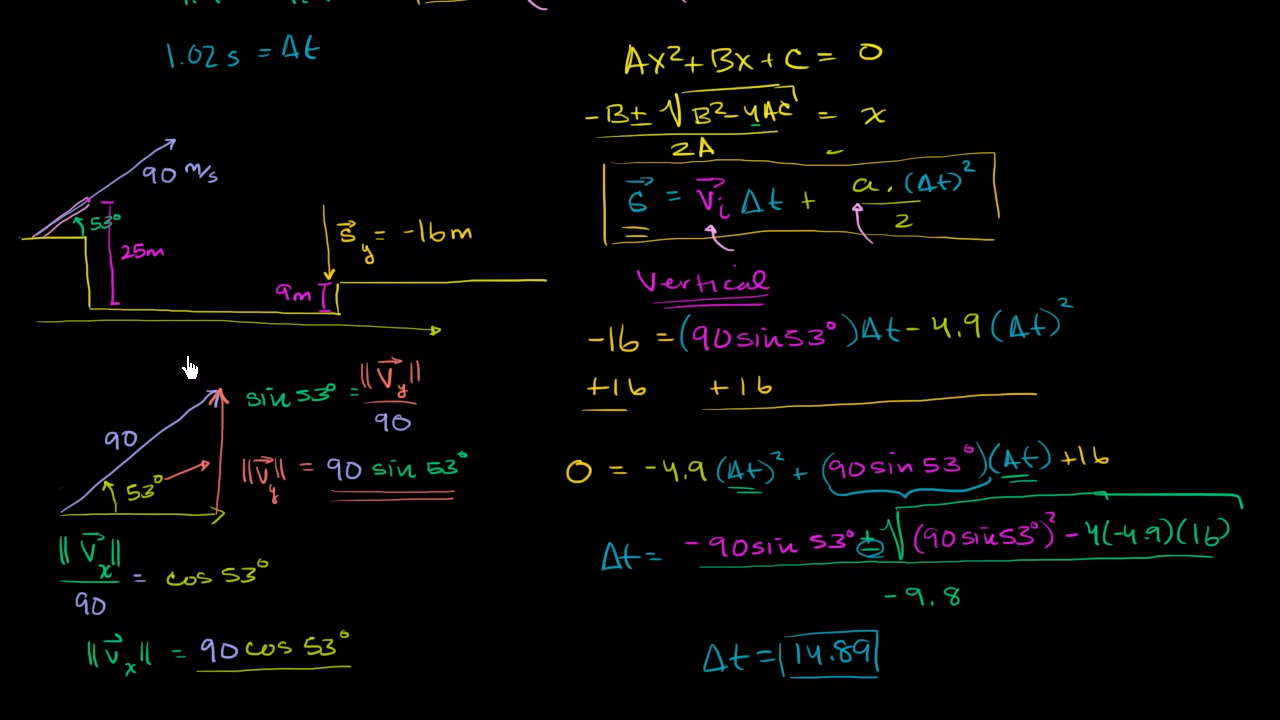 1.02 s = Δt
90 m/s
53°
25m
9m
s⃗y = -16m
90
53°
sin 53° = ||v⃗y|| / 90
||v⃗y|| = 90 sin 53°
||v⃗x|| / 90 = cos 53°
||v⃗x|| = 90 cos 53°
Ax² + Bx + C = 0
-B ± √(B² - 4AC) / 2A = x
s⃗ = v⃗i Δt + a · (Δt)² / 2
Vertical
-16 = (90 sin 53°) Δt - 4.9 (Δt)²
+16 +16
0 = -4.9 (Δt)² + (90 sin 53°)(Δt) + 16
Δt = -90 sin 53° ± √((90 sin 53°)² - 4(-4.9)(16)) / -9.8
Δt = 14.89